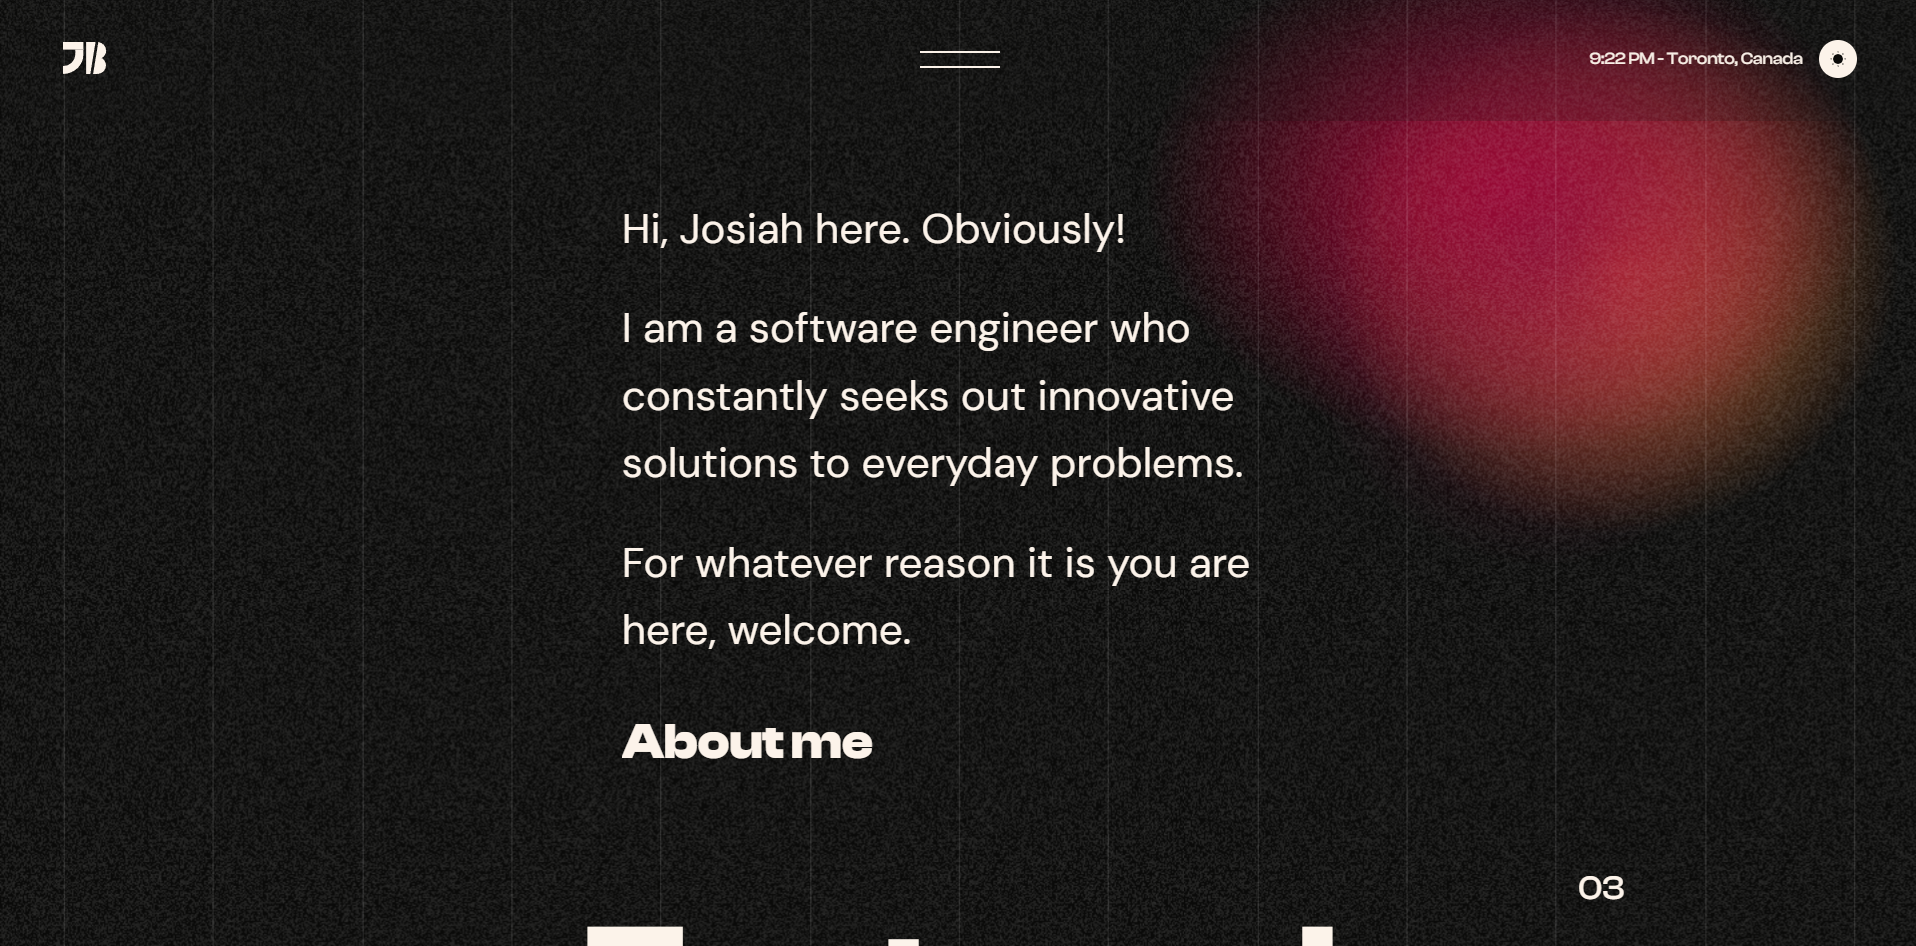 JB
9:22 PM - Toronto, Canada
Hi, Josiah here. Obviously!
I am a software engineer who
constantly seeks out innovative
solutions to everyday problems.
For whatever reason it is you are
here, welcome.
About me
03